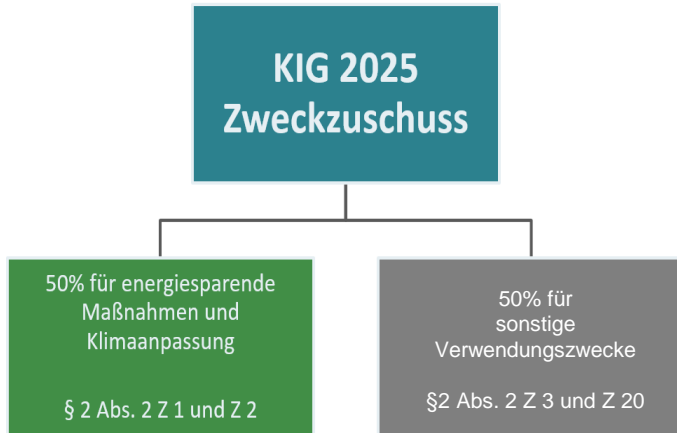 KIG 2025
Zweckzuschuss
50% für energiesparende
Maßnahmen und
Klimaanpassung
§ 2 Abs. 2 Z 1 und Z 2
50% für
sonstige
Verwendungszwecke
§2 Abs. 2 Z 3 und Z 20